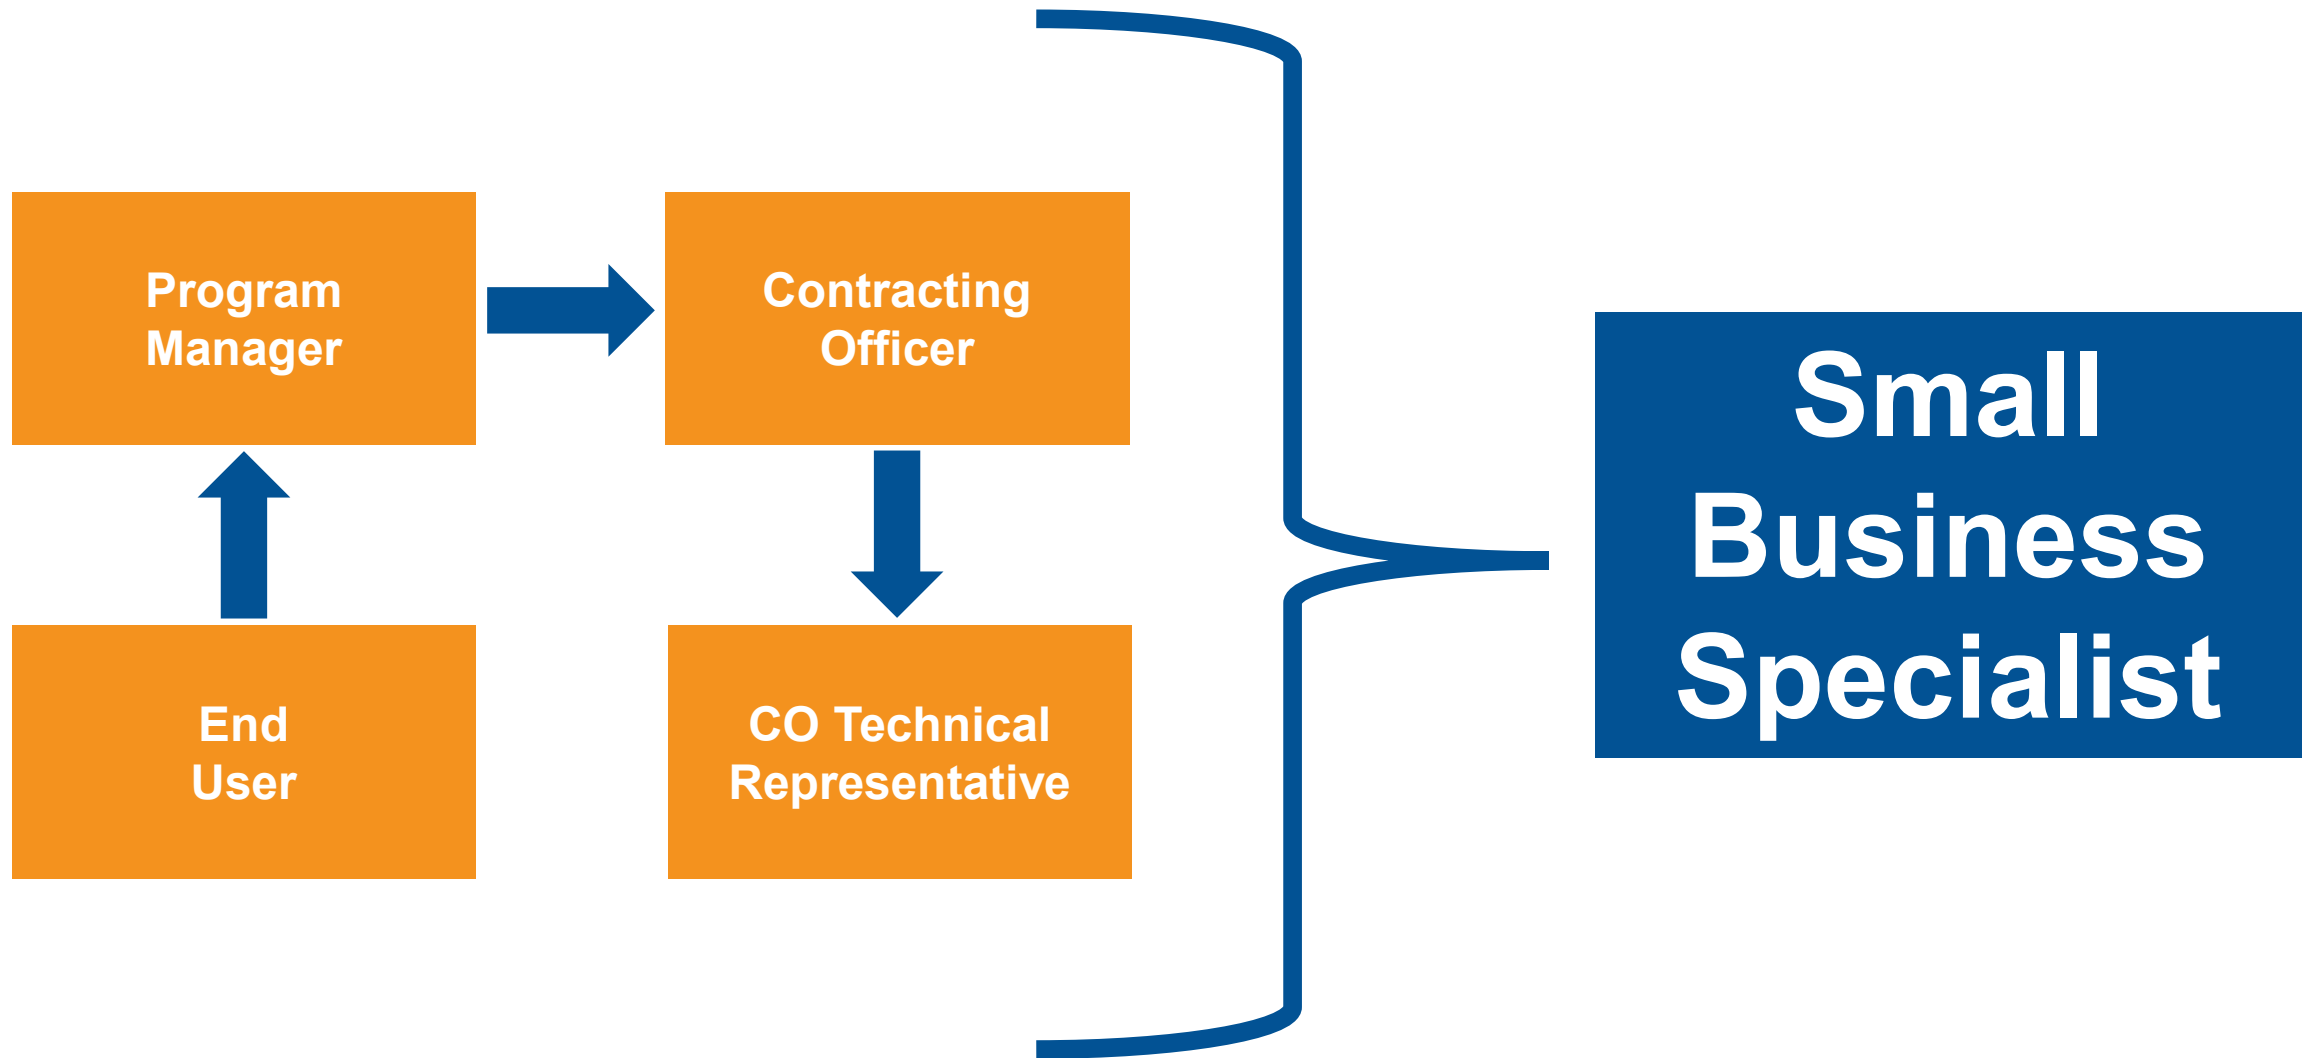 Program
Manager
Contracting
Officer
End
User
CO Technical
Representative
Small
Business
Specialist